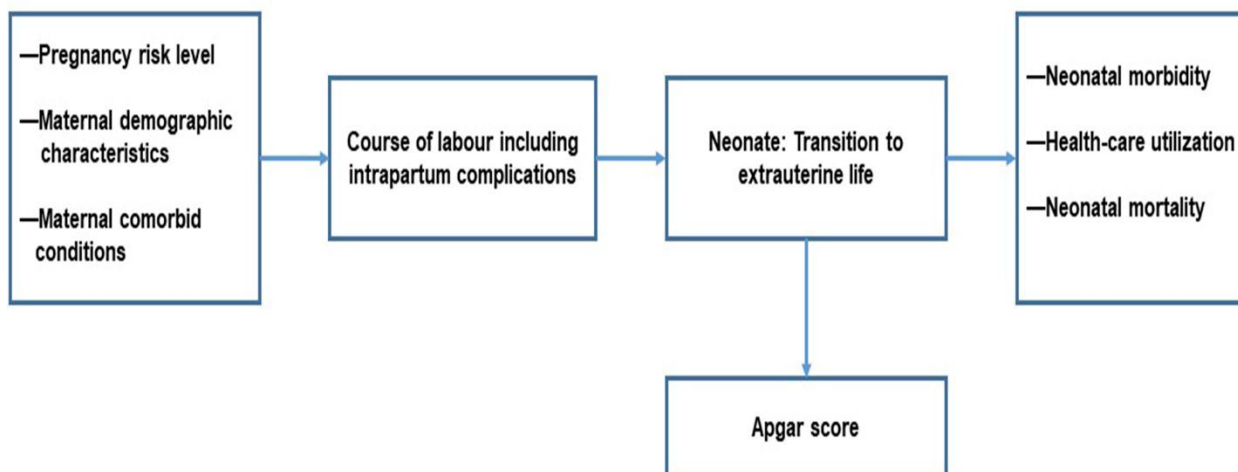 —Pregnancy risk level
—Maternal demographic
characteristics
—Maternal comorbid
conditions
Course of labour including
intrapartum complications
Neonate: Transition to
extrauterine life
—Neonatal morbidity
—Health-care utilization
—Neonatal mortality
Apgar score